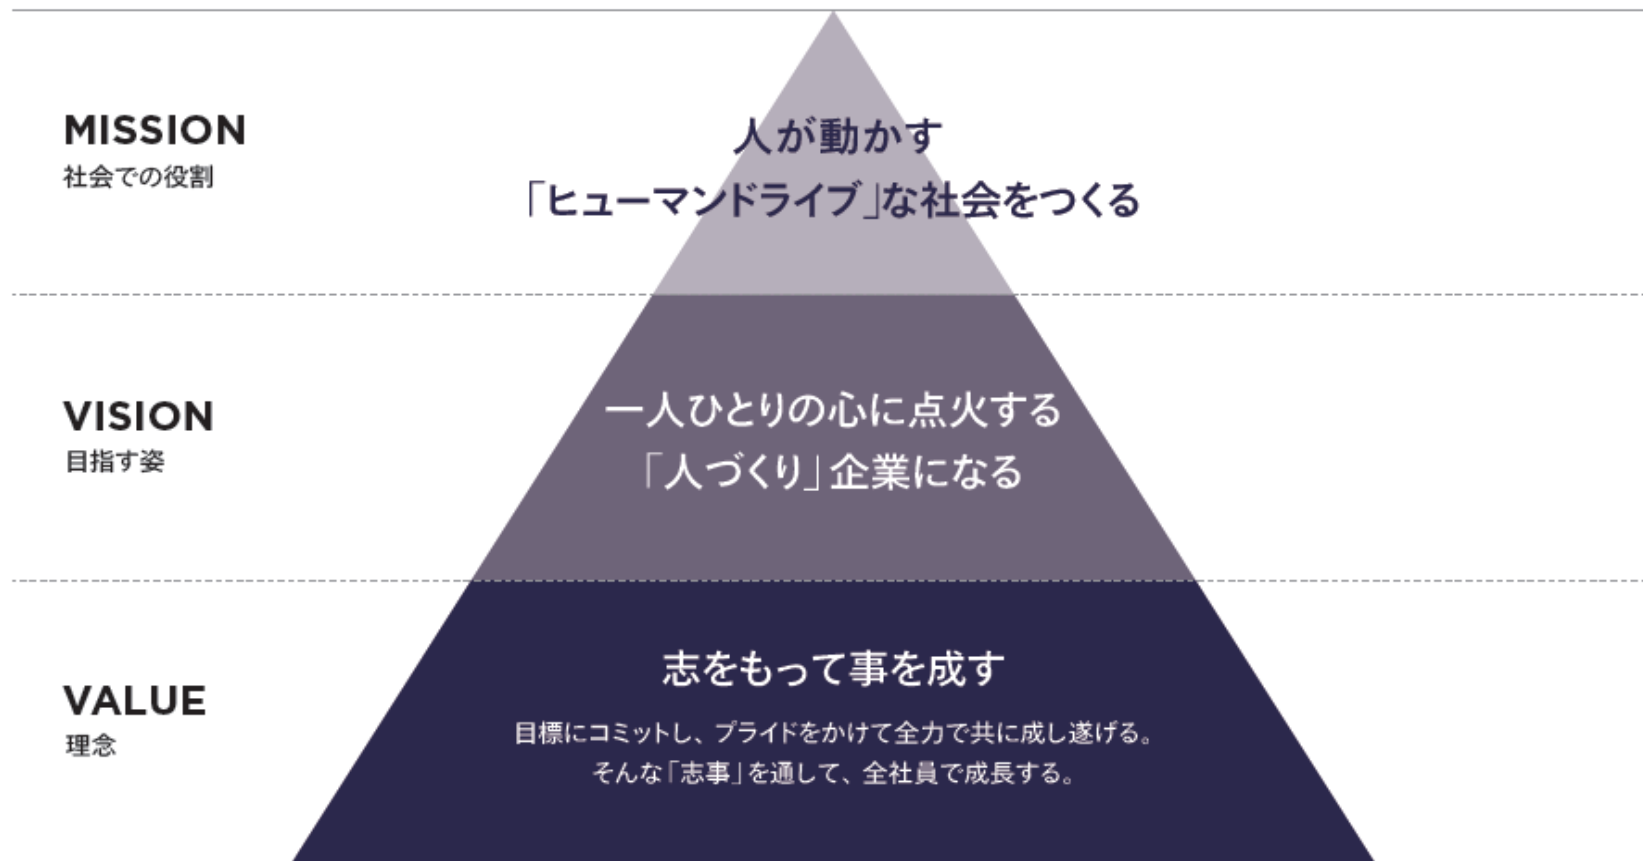 MISSION
社会での役割
人が動かす
「ヒューマンドライブ」な社会をつくる
VISION
目指す姿
一人ひとりの心に点火する
「人づくり」企業になる
VALUE
理念
志をもって事を成す
目標にコミットし、プライドをかけて全力で共に成し遂げる。
そんな「志事」を通して、全社員で成長する。